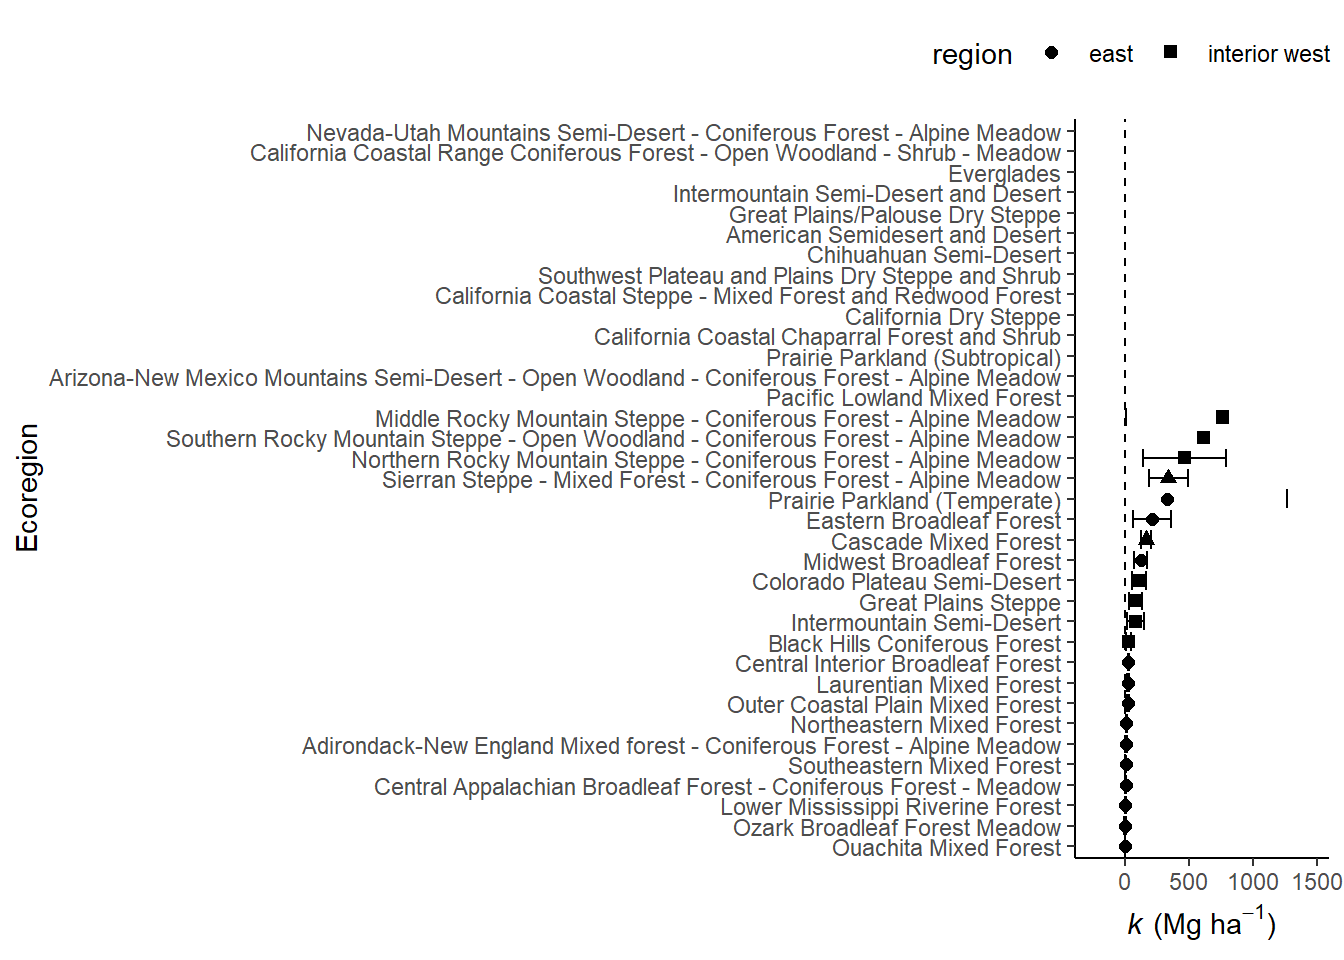 region east interior west
Nevada-Utah Mountains Semi-Desert - Coniferous Forest - Alpine Meadow
California Coastal Range Coniferous Forest - Open Woodland - Shrub - Meadow
Everglades
Intermountain Semi-Desert and Desert
Great Plains/Palouse Dry Steppe
American Semidesert and Desert
Chihuahuan Semi-Desert
Southwest Plateau and Plains Dry Steppe and Shrub
California Coastal Steppe - Mixed Forest and Redwood Forest
California Dry Steppe
California Coastal Chaparral Forest and Shrub
Prairie Parkland (Subtropical)
Arizona-New Mexico Mountains Semi-Desert - Open Woodland - Coniferous Forest - Alpine Meadow
Pacific Lowland Mixed Forest
Middle Rocky Mountain Steppe - Coniferous Forest - Alpine Meadow
Southern Rocky Mountain Steppe - Open Woodland - Coniferous Forest - Alpine Meadow
Northern Rocky Mountain Steppe - Coniferous Forest - Alpine Meadow
Sierran Steppe - Mixed Forest - Coniferous Forest - Alpine Meadow
Prairie Parkland (Temperate)
Eastern Broadleaf Forest
Cascade Mixed Forest
Midwest Broadleaf Forest
Colorado Plateau Semi-Desert
Great Plains Steppe
Intermountain Semi-Desert
Black Hills Coniferous Forest
Central Interior Broadleaf Forest
Laurentian Mixed Forest
Outer Coastal Plain Mixed Forest
Northeastern Mixed Forest
Adirondack-New England Mixed forest - Coniferous Forest - Alpine Meadow
Southeastern Mixed Forest
Central Appalachian Broadleaf Forest - Coniferous Forest - Meadow
Lower Mississippi Riverine Forest
Ozark Broadleaf Forest Meadow
Ouachita Mixed Forest
Ecoregion
0 500 1000 1500
k (Mg ha⁻¹)